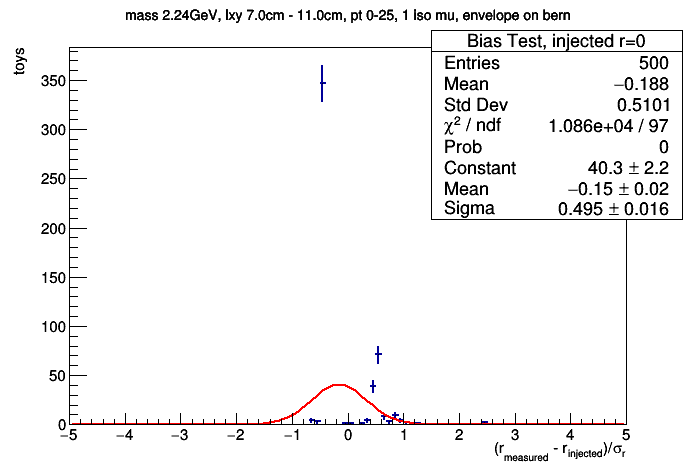 mass 2.24GeV, lxy 7.0cm - 11.0cm, pt 0-25, 1 Iso mu, envelope on bern
Bias Test, injected r=0
Entries 500
Mean −0.188
Std Dev 0.5101
χ² / ndf 1.086e+04 / 97
Prob 0
Constant 40.3 ± 2.2
Mean −0.15 ± 0.02
Sigma 0.495 ± 0.016
toys
350
300
250
200
150
100
50
0
−5 −4 −3 −2 −1 0 1 2 3 4 5
(r_measured - r_injected)/σ_r